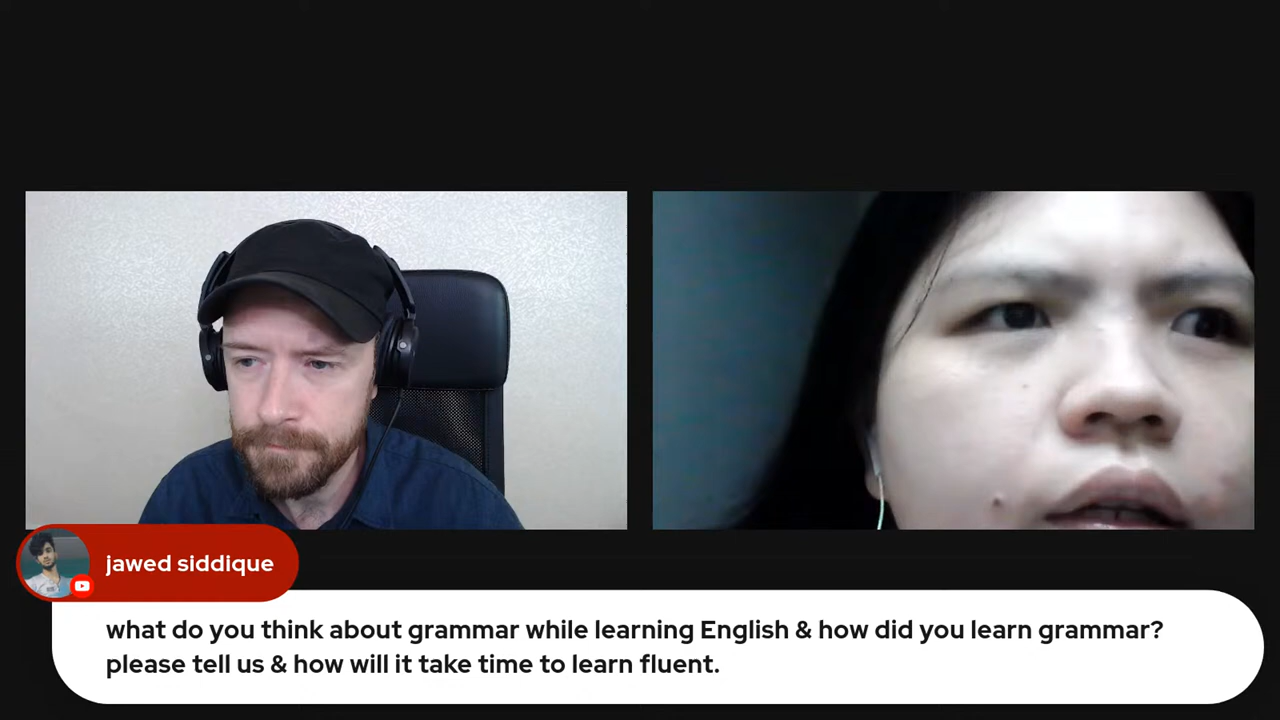 jawed siddique
what do you think about grammar while learning English & how did you learn grammar?
please tell us & how will it take time to learn fluent.